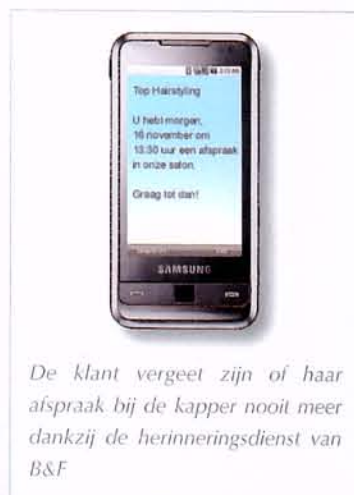 Top Hairstyling
U hebt morgen,
16 november om
13:30 uur een afspraak
in onze salon.
Graag tot dan!
SAMSUNG
De klant vergeet zijn of haar
afspraak bij de kapper nooit meer
dankzij de herinneringsdienst van
B&F